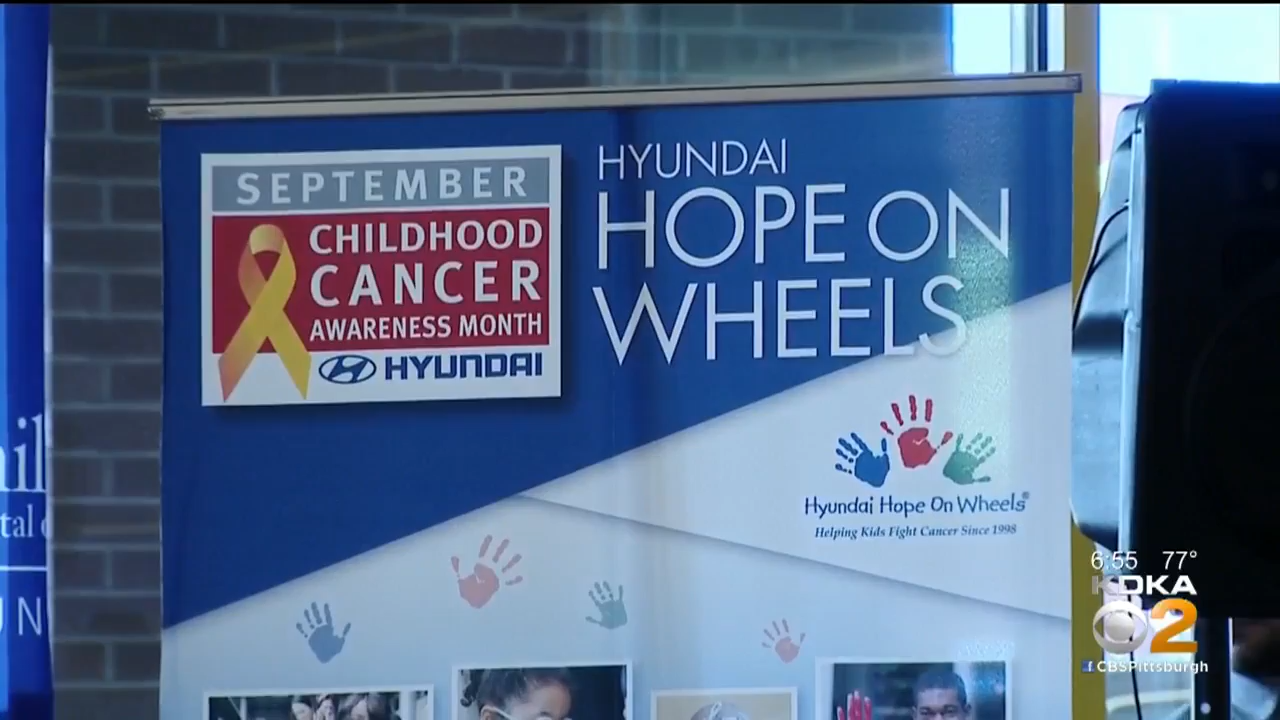 SEPTEMBER
CHILDHOOD
CANCER
AWARENESS MONTH
HYUNDAI
HYUNDAI
HOPE ON
WHEELS
Hyundai Hope On Wheels®
Helping Kids Fight Cancer Since 1998
6:55 77°
KDKA
2
CBSPittsburgh